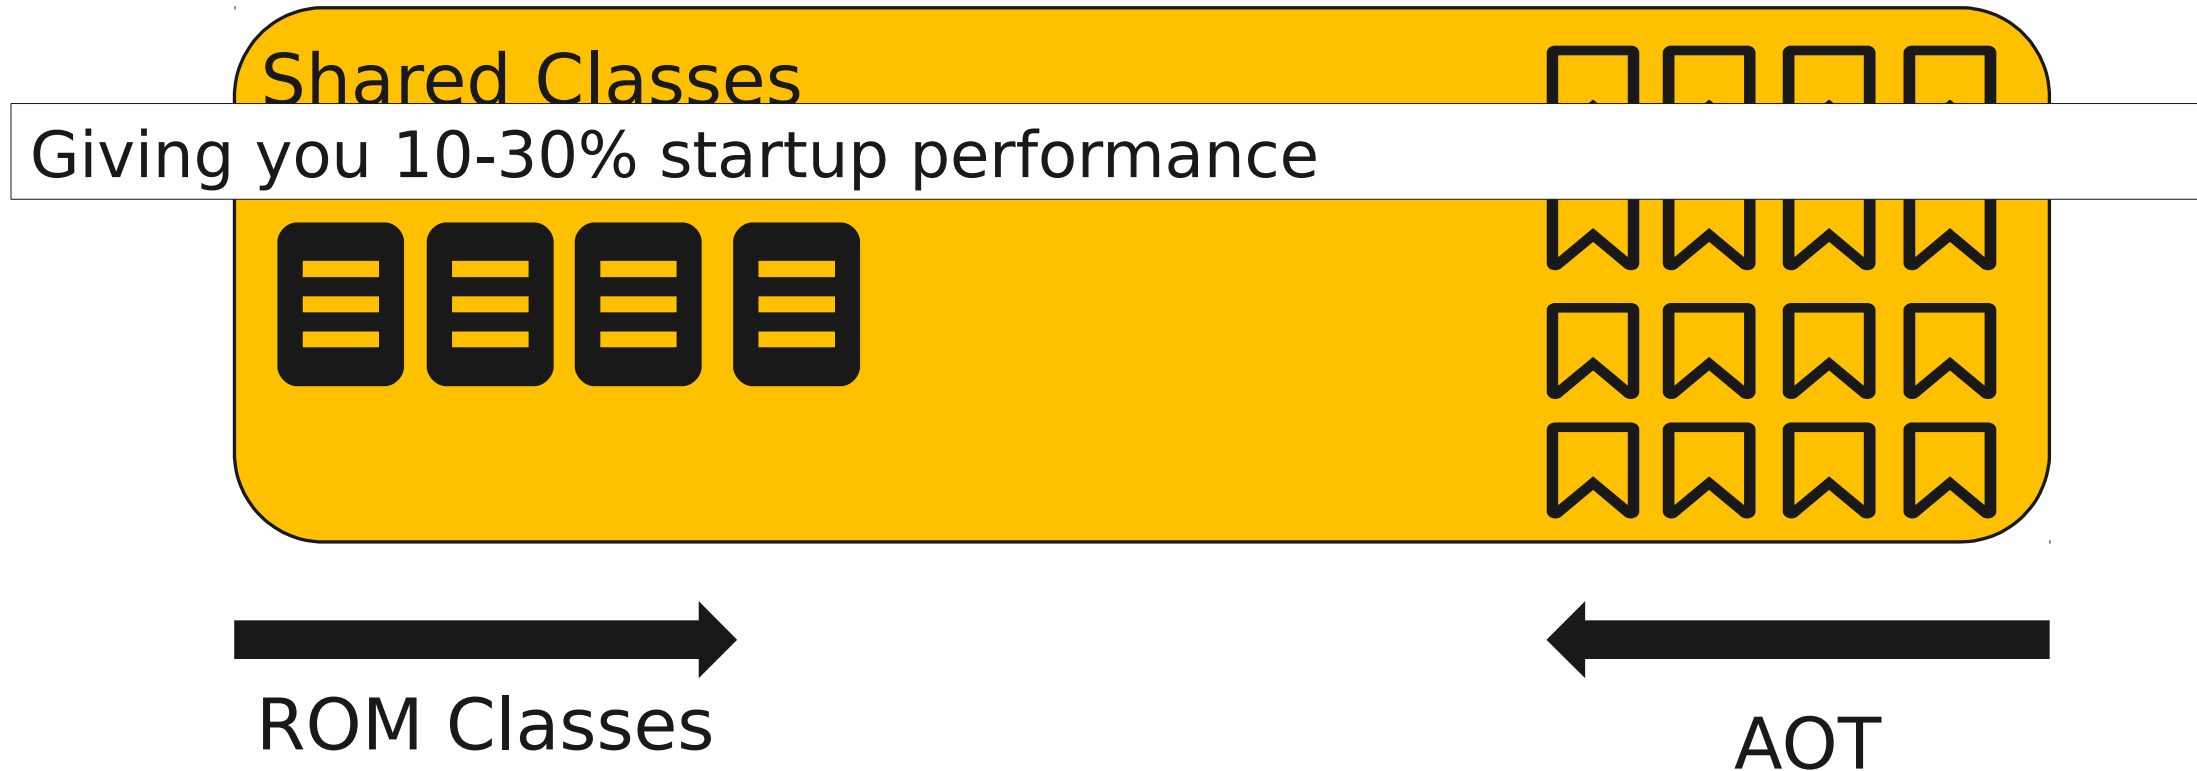 Shared Classes
Giving you 10-30% startup performance
ROM Classes
AOT